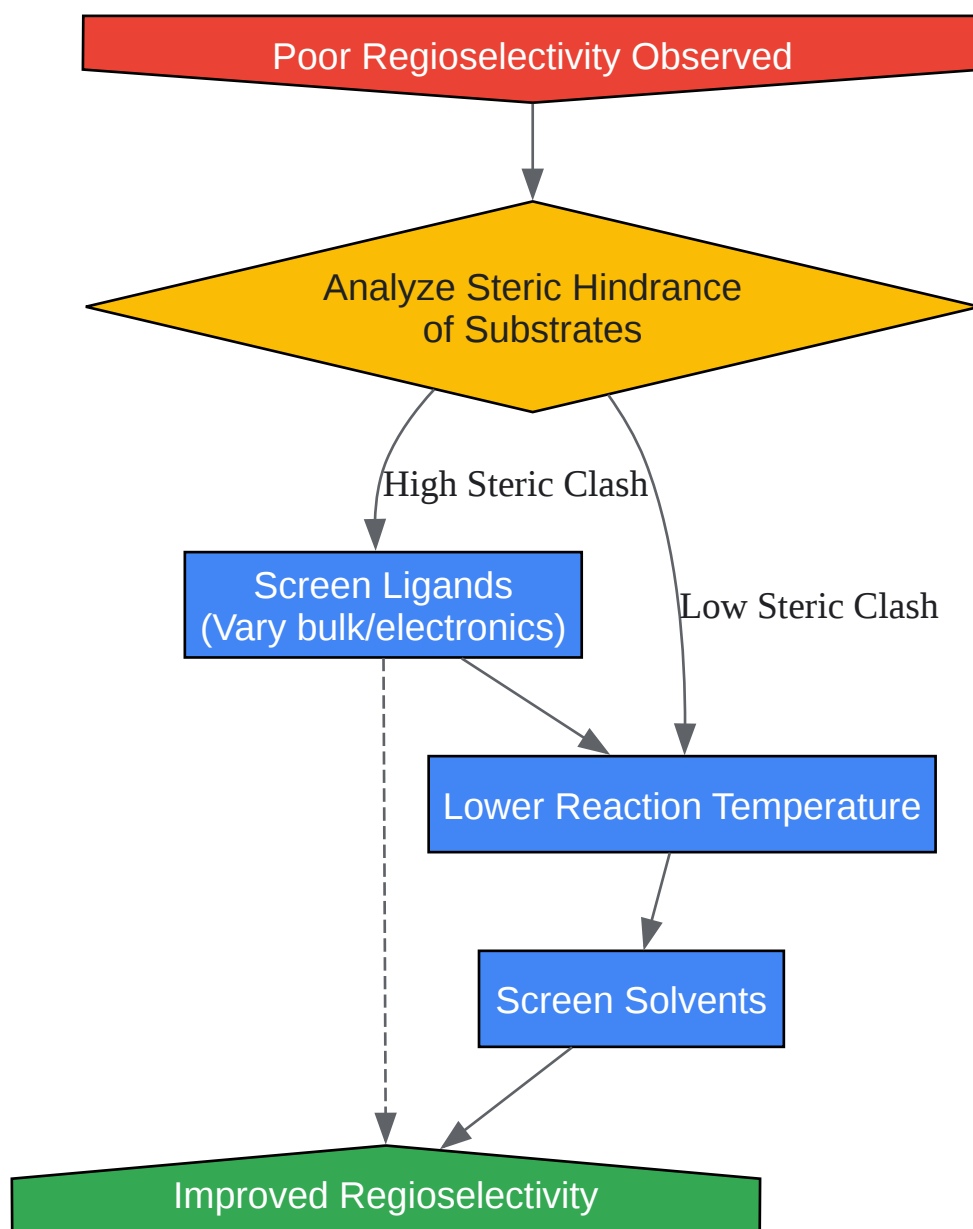 Poor Regioselectivity Observed
Analyze Steric Hindrance
of Substrates
High Steric Clash
Screen Ligands
(Vary bulk/electronics)
Low Steric Clash
Lower Reaction Temperature
Screen Solvents
Improved Regioselectivity